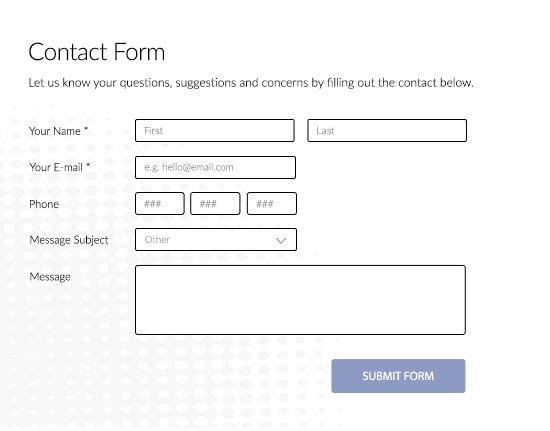 Contact Form
Let us know your questions, suggestions and concerns by filling out the contact below.
Your Name * First Last
Your E-mail * e.g. hello@email.com
Phone ### ### ###
Message Subject Other
Message
SUBMIT FORM